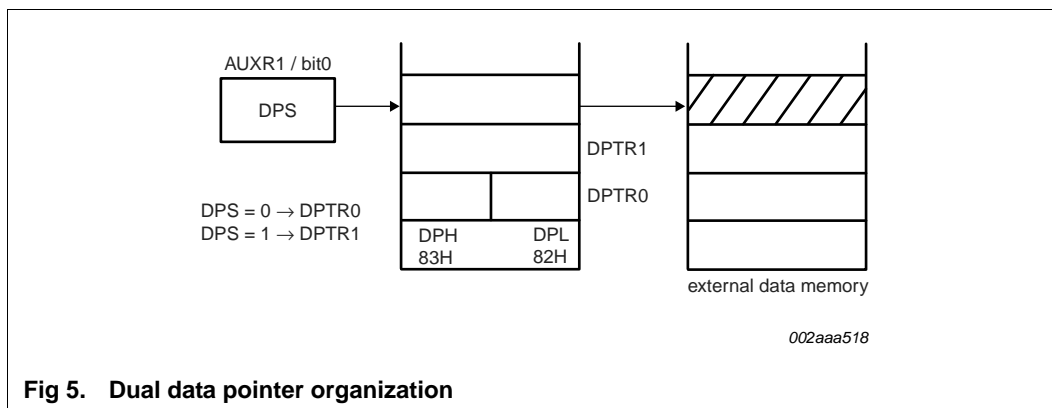 AUXR1 / bit0
DPS
DPTR1
DPTR0
DPS = 0 → DPTR0
DPS = 1 → DPTR1
DPH DPL
83H 82H
external data memory
002aaa518
Fig 5. Dual data pointer organization